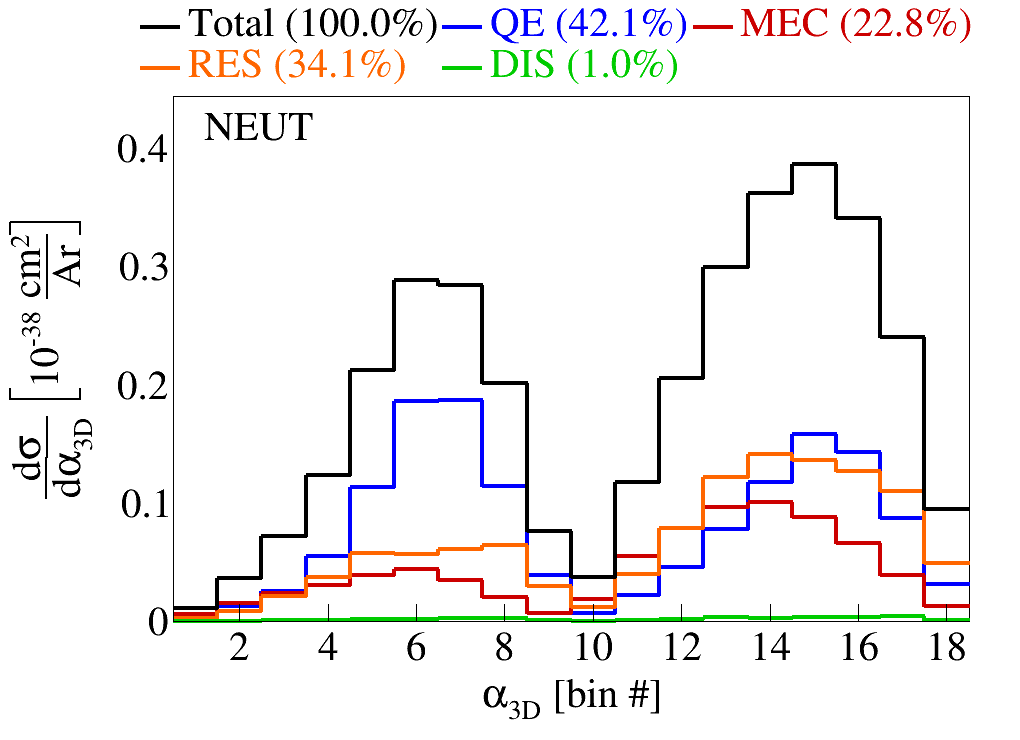 Total (100.0%) QE (42.1%) MEC (22.8%)
RES (34.1%) DIS (1.0%)
NEUT
0.4
0.3
0.2
0.1
0
dσ/dα3D [10^-38 cm^2/Ar]
2 4 6 8 10 12 14 16 18
α3D [bin #]